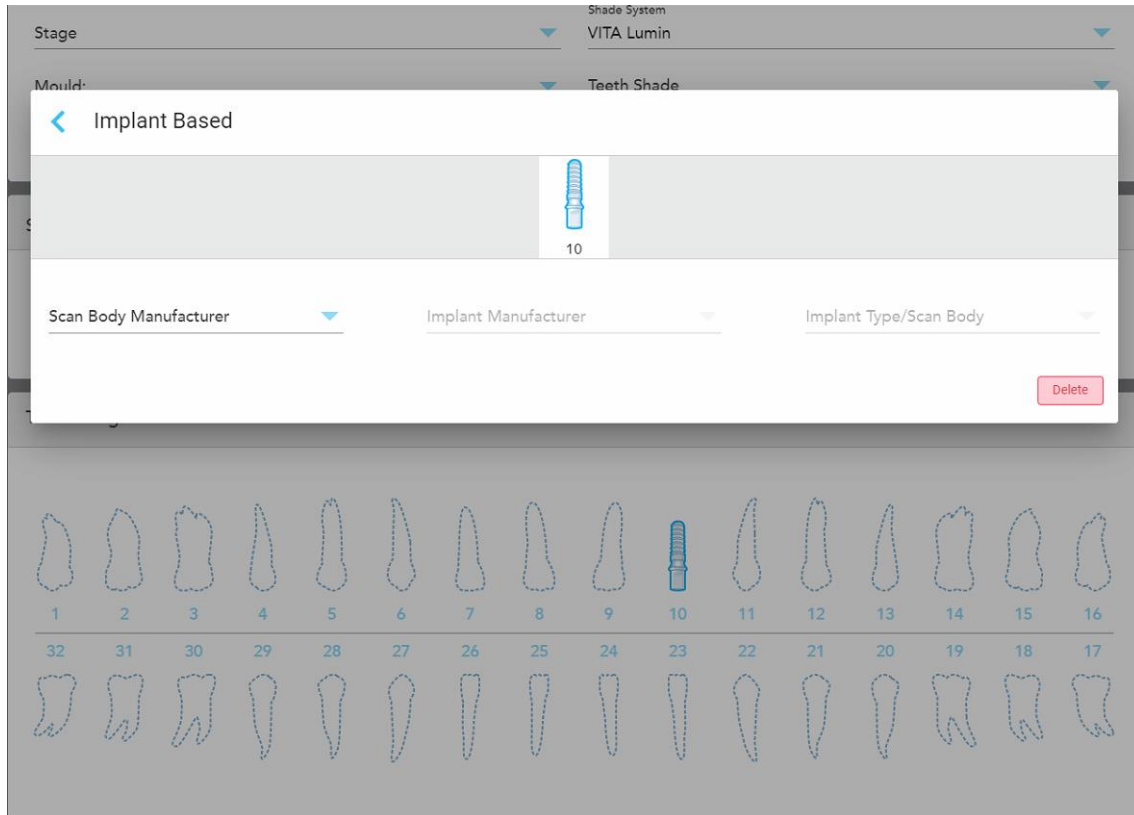 Shade System
Stage VITA Lumin
Mould: Teeth Shade
Implant Based
10
Scan Body Manufacturer Implant Manufacturer Implant Type/Scan Body
Delete
1 2 3 4 5 6 7 8 9 10 11 12 13 14 15 16
32 31 30 29 28 27 26 25 24 23 22 21 20 19 18 17